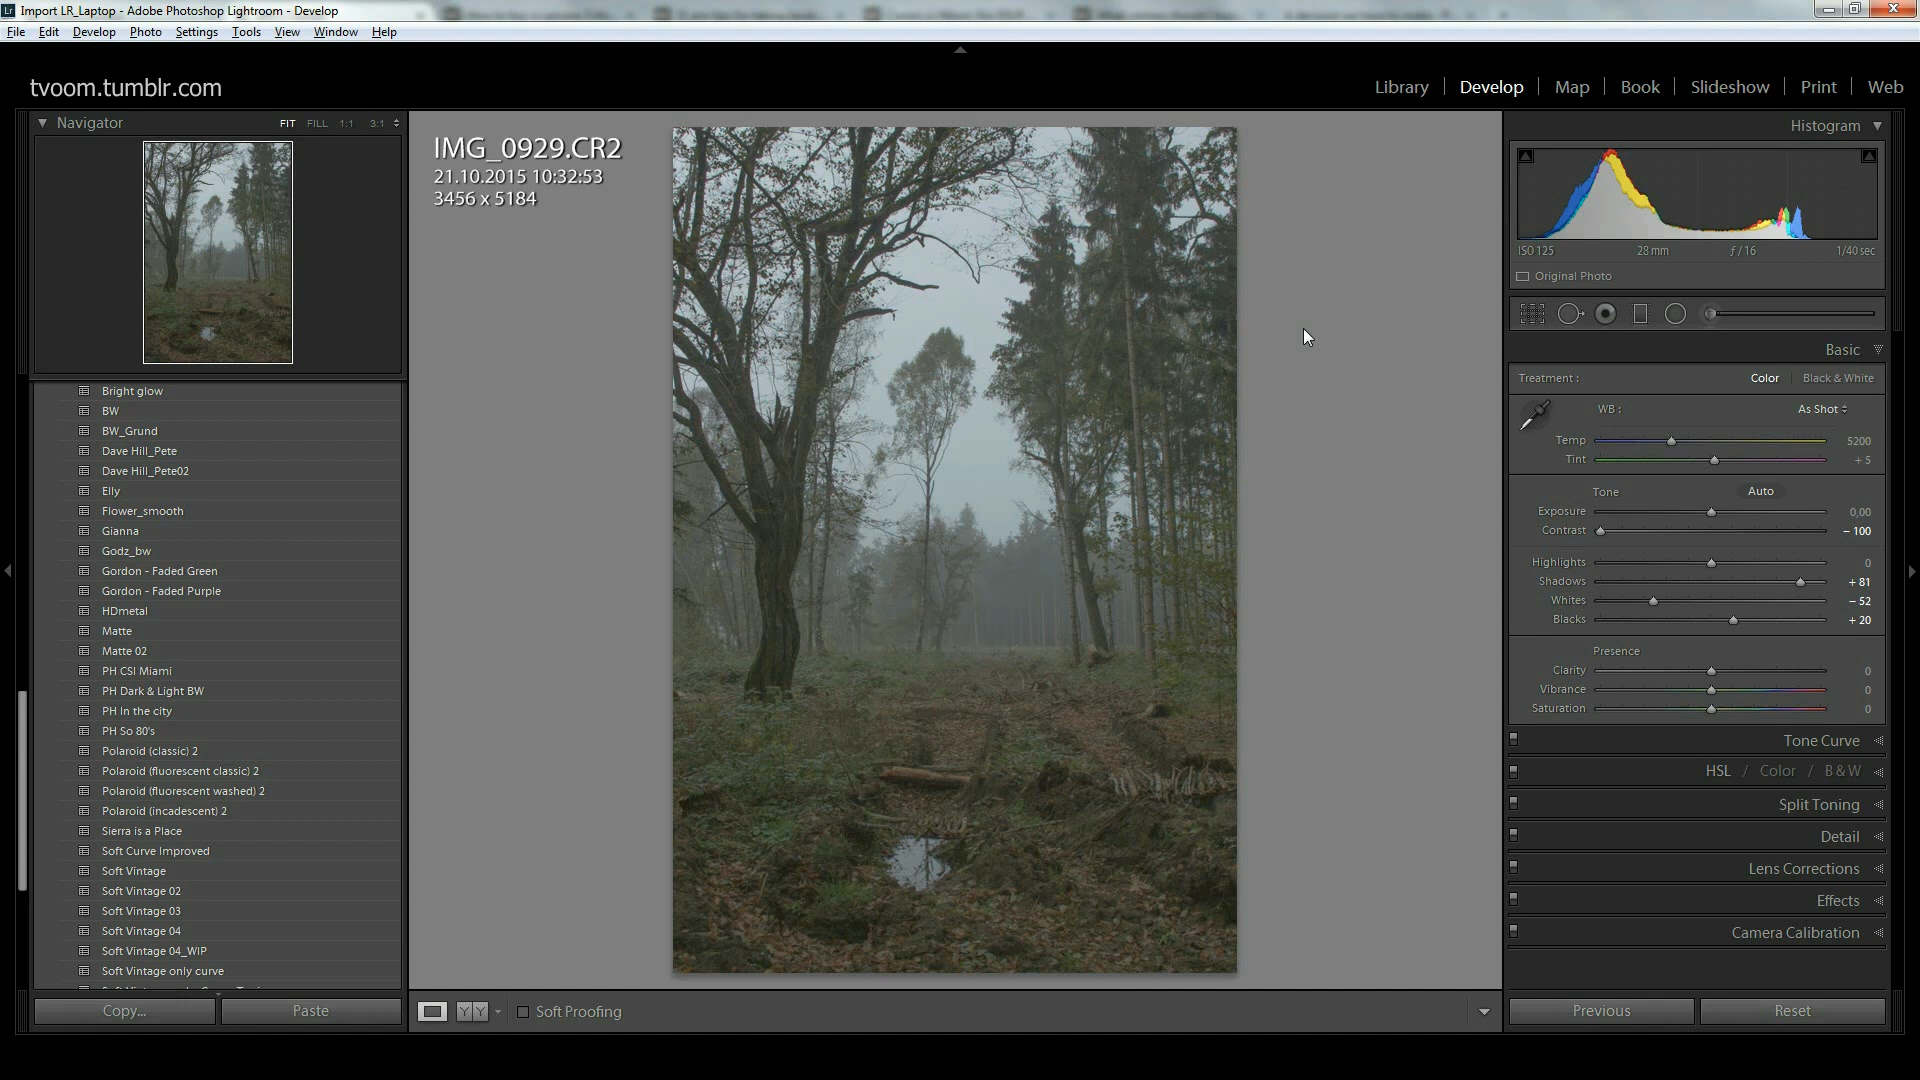 Import LR_Laptop - Adobe Photoshop Lightroom - Develop
File Edit Develop Photo Settings Tools View Window Help
tvoom.tumblr.com
Library Develop Map Book Slideshow Print Web
Navigator FIT FILL 1:1 3:1
Bright glow
BW
BW_Grund
Dave Hill_Pete
Dave Hill_Pete02
Elly
Flower_smooth
Gianna
Godz_bw
Gordon - Faded Green
Gordon - Faded Purple
HDmetal
Matte
Matte 02
PH CSI Miami
PH Dark & Light BW
PH In the city
PH So 80's
Polaroid (classic) 2
Polaroid (fluorescent classic) 2
Polaroid (fluorescent washed) 2
Polaroid (incadescent) 2
Sierra is a Place
Soft Curve Improved
Soft Vintage
Soft Vintage 02
Soft Vintage 03
Soft Vintage 04
Soft Vintage 04_WIP
Soft Vintage only curve
Copy... Paste
IMG_0929.CR2
21.10.2015 10:32:53
3456 x 5184
YY Soft Proofing
Histogram
ISO 125 28 mm ƒ / 16 1/40 sec
Original Photo
Basic
Treatment : Color Black & White
WB : As Shot
Temp 5200
Tint + 5
Tone Auto
Exposure 0,00
Contrast – 100
Highlights 0
Shadows + 81
Whites – 52
Blacks + 20
Presence
Clarity 0
Vibrance 0
Saturation 0
Tone Curve
HSL / Color / B & W
Split Toning
Detail
Lens Corrections
Effects
Camera Calibration
Previous Reset